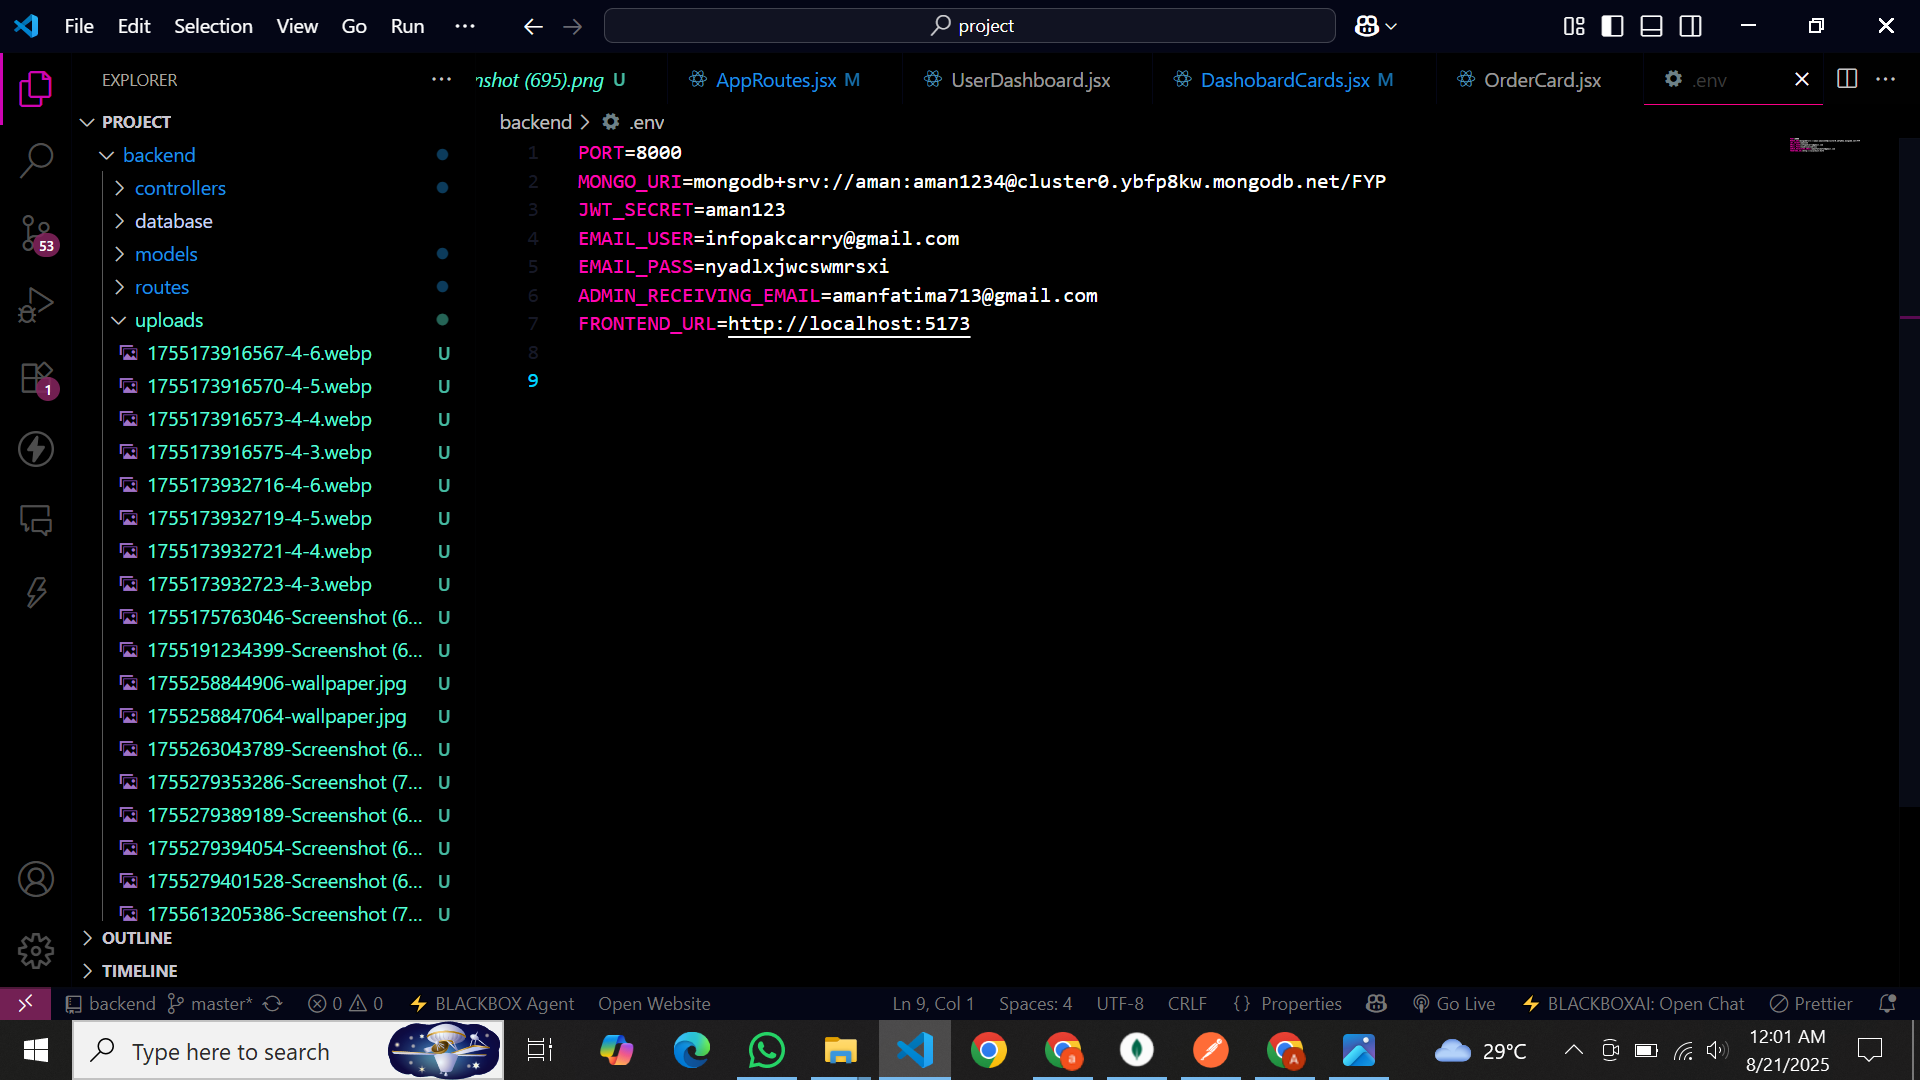 File Edit Selection View Go Run ··· project
EXPLORER ···
nshot (695).png U AppRoutes.jsx M UserDashboard.jsx DashobardCards.jsx M OrderCard.jsx .env
PROJECT
backend > .env
backend
controllers
database
models
routes
uploads
1755173916567-4-6.webp U
1755173916570-4-5.webp U
1755173916573-4-4.webp U
1755173916575-4-3.webp U
1755173932716-4-6.webp U
1755173932719-4-5.webp U
1755173932721-4-4.webp U
1755173932723-4-3.webp U
1755175763046-Screenshot (6... U
1755191234399-Screenshot (6... U
1755258844906-wallpaper.jpg U
1755258847064-wallpaper.jpg U
1755263043789-Screenshot (6... U
1755279353286-Screenshot (7... U
1755279389189-Screenshot (6... U
1755279394054-Screenshot (6... U
1755279401528-Screenshot (6... U
1755613205386-Screenshot (7... U
OUTLINE
TIMELINE
53
1
1 PORT=8000
2 MONGO_URI=mongodb+srv://aman:aman1234@cluster0.ybfp8kw.mongodb.net/FYP
3 JWT_SECRET=aman123
4 EMAIL_USER=infopakcarry@gmail.com
5 EMAIL_PASS=nyadlxjwcswmrsxi
6 ADMIN_RECEIVING_EMAIL=amanfatima713@gmail.com
7 FRONTEND_URL=http://localhost:5173
8
9
backend master* 0 0 BLACKBOX Agent Open Website Ln 9, Col 1 Spaces: 4 UTF-8 CRLF {} Properties Go Live BLACKBOXAI: Open Chat Prettier
Type here to search 29°C 12:01 AM
8/21/2025